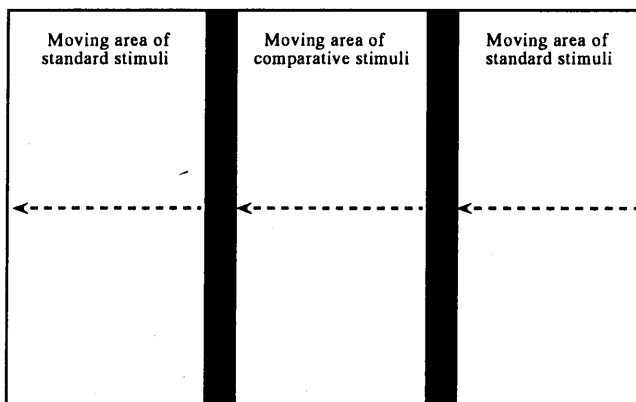 Moving area of
standard stimuli
Moving area of
comparative stimuli
Moving area of
standard stimuli